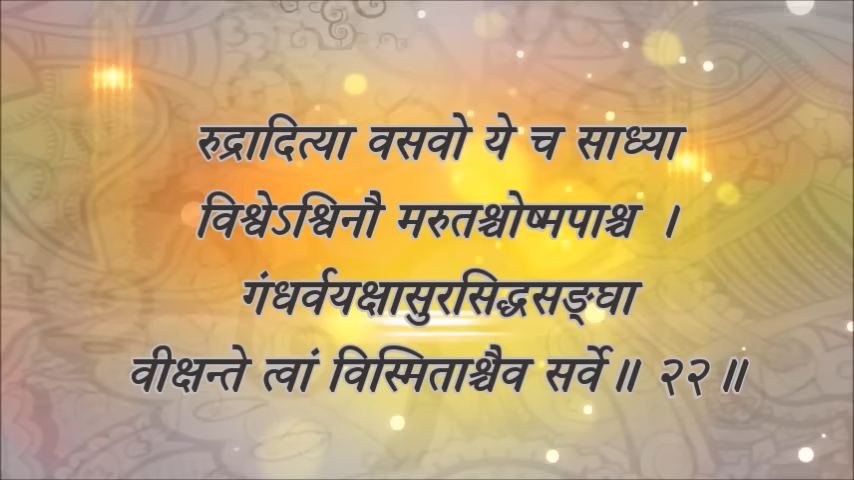 रुद्रादित्या वसवो ये च साध्या
विश्वेऽश्विनौ मरुतश्चोष्मपाश्च ।
गंधर्वयक्षासुरसिद्धसङ्घा
वीक्षन्ते त्वां विस्मिताश्चैव सर्वे॥ २२॥